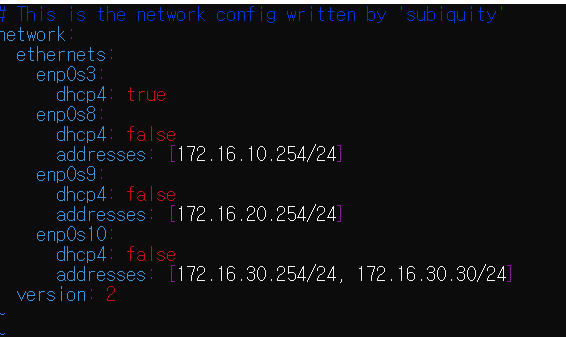 # This is the network config written by 'subiquity'
network:
  ethernets:
    enp0s3:
      dhcp4: true
    enp0s8:
      dhcp4: false
      addresses: [172.16.10.254/24]
    enp0s9:
      dhcp4: false
      addresses: [172.16.20.254/24]
    enp0s10:
      dhcp4: false
      addresses: [172.16.30.254/24, 172.16.30.30/24]
  version: 2
~
~